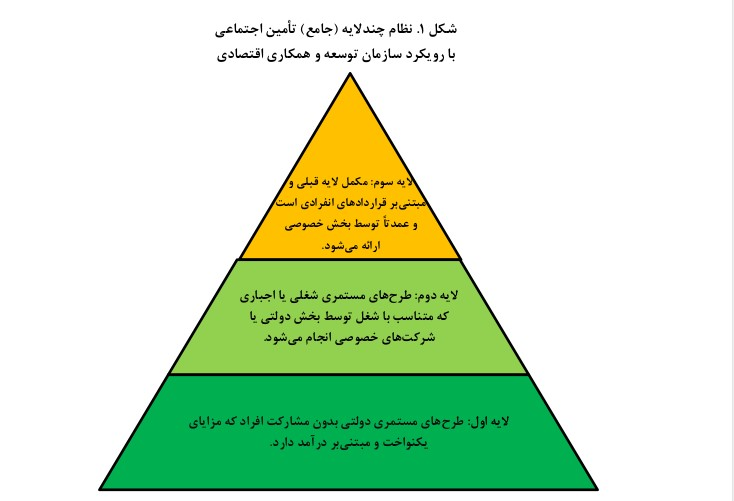 شکل ۱. نظام چندلایه (جامع) تأمین اجتماعی
با رویکرد سازمان توسعه و همکاری اقتصادی
لایه سوم: مکمل لایه قبلی و
مبتنی‌بر قراردادهای انفرادی است
و عمدتاً توسط بخش خصوصی
ارائه می‌شود.
لایه دوم: طرح‌های مستمری شغلی یا اجباری
که متناسب با شغل توسط بخش دولتی یا
شرکت‌های خصوصی انجام می‌شود.
لایه اول: طرح‌های مستمری دولتی بدون مشارکت افراد که مزایای
یکنواخت و مبتنی‌بر درآمد دارد.